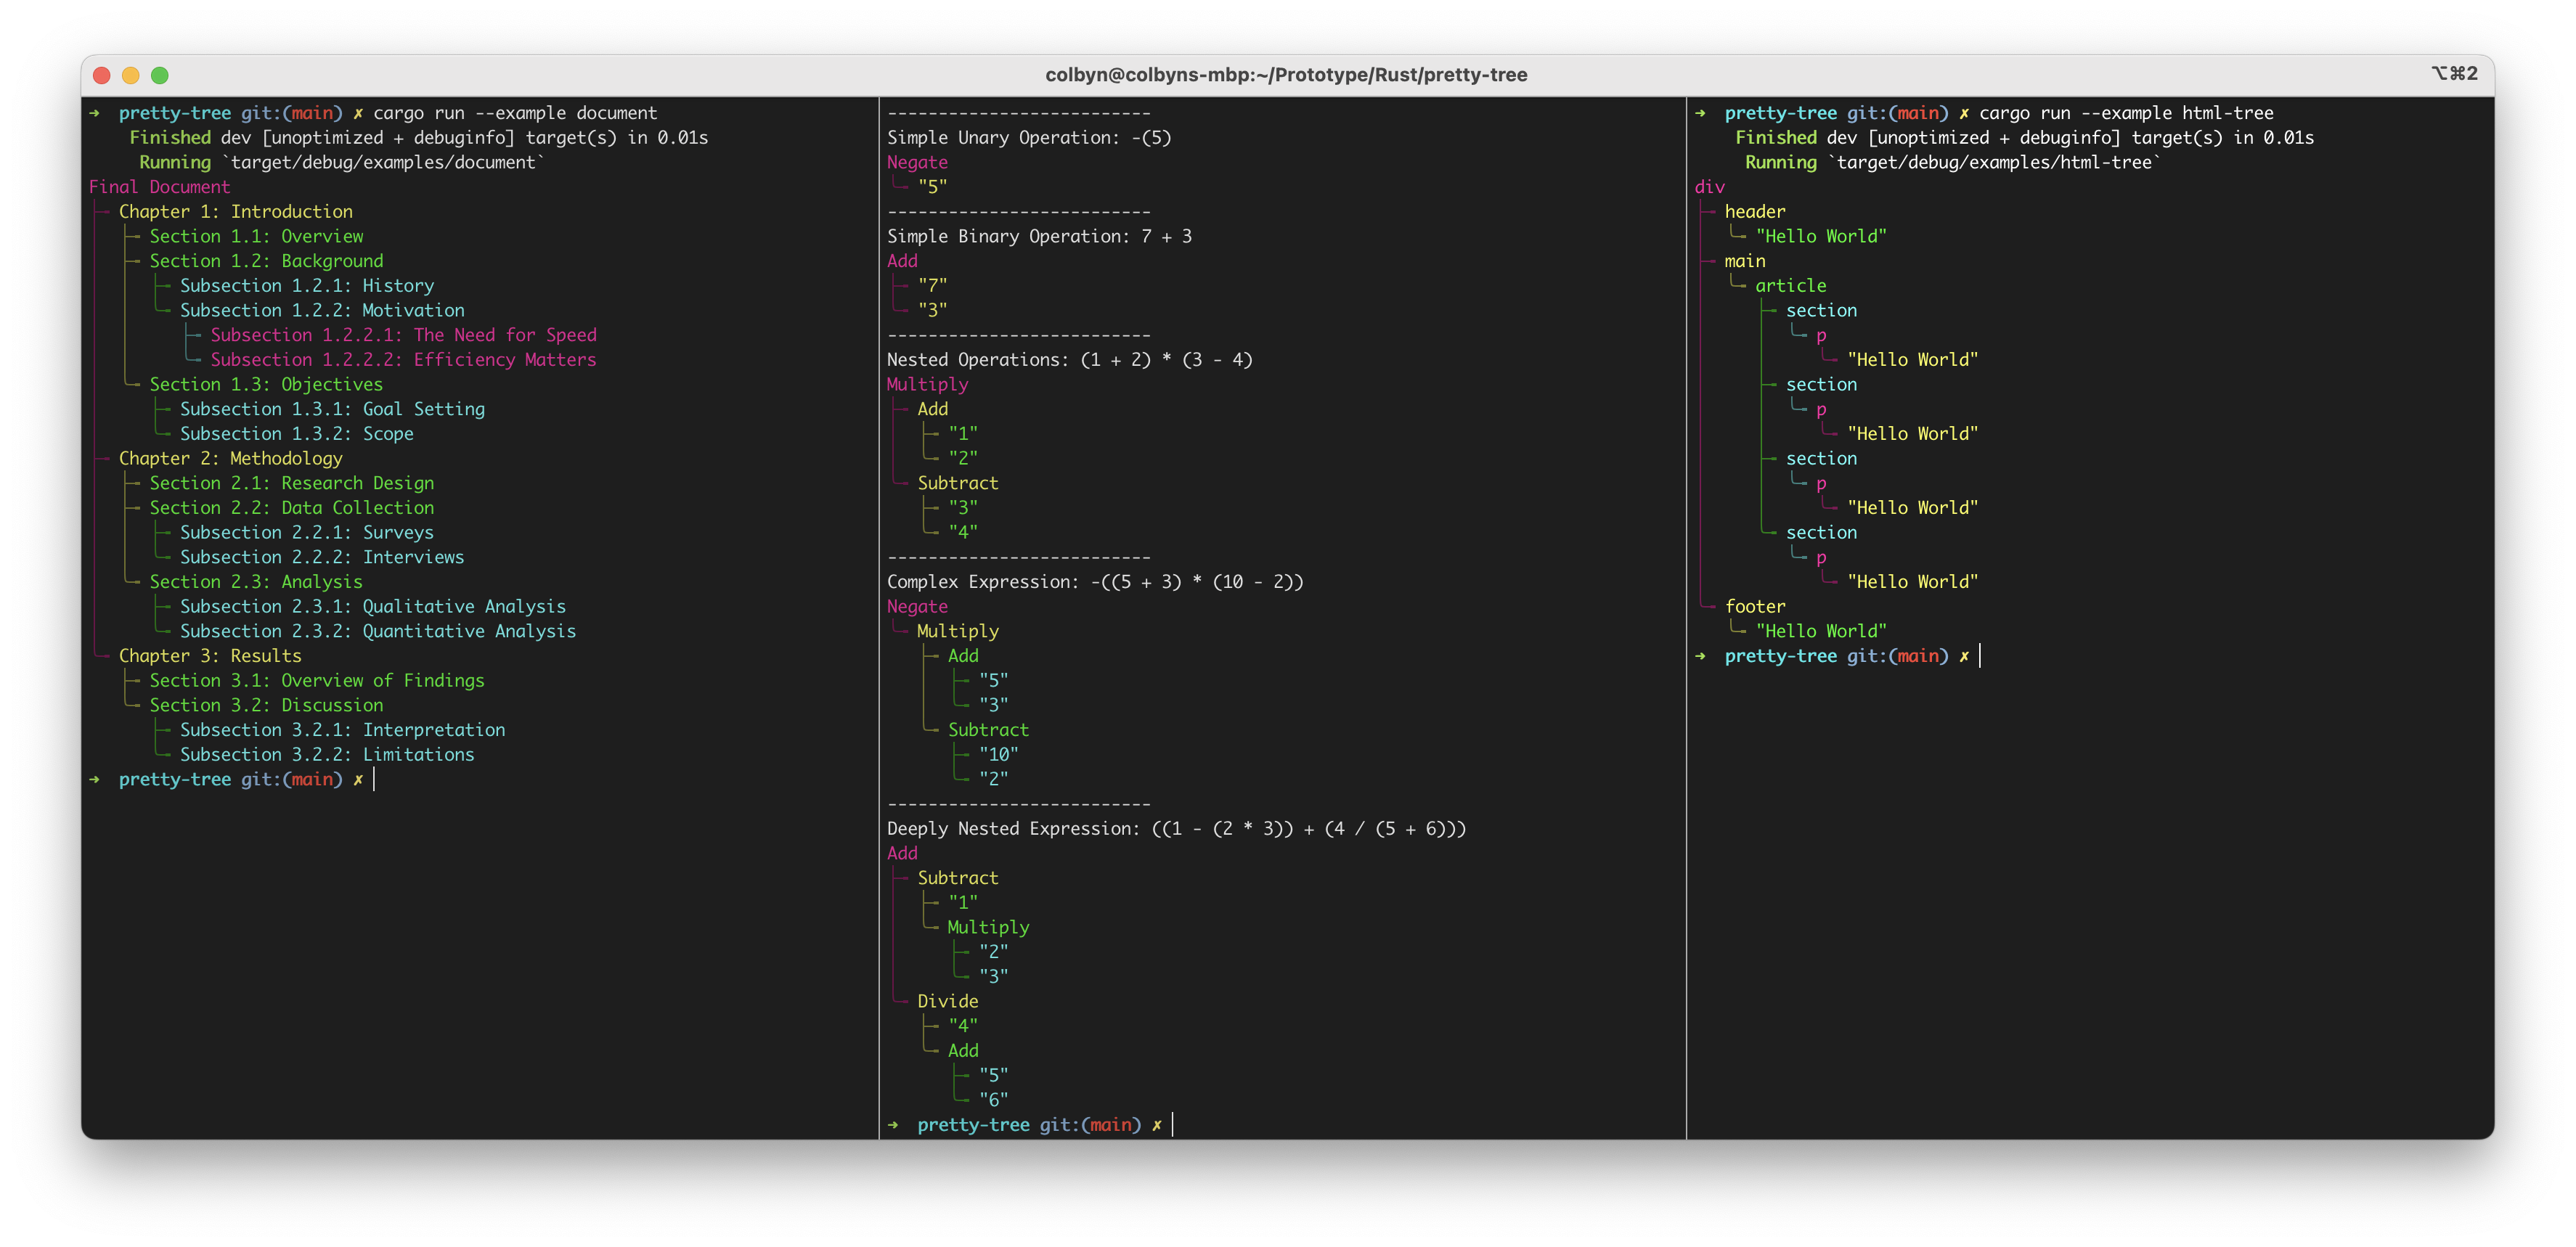 colbyn@colbyns-mbp:~/Prototype/Rust/pretty-tree
⌥⌘2
➜  pretty-tree git:(main) ✗ cargo run --example document
    Finished dev [unoptimized + debuginfo] target(s) in 0.01s
     Running `target/debug/examples/document`
Final Document
├╼ Chapter 1: Introduction
│  ├╼ Section 1.1: Overview
│  ├╼ Section 1.2: Background
│  │  ├╼ Subsection 1.2.1: History
│  │  ╰╼ Subsection 1.2.2: Motivation
│  │     ├╼ Subsection 1.2.2.1: The Need for Speed
│  │     ╰╼ Subsection 1.2.2.2: Efficiency Matters
│  ╰╼ Section 1.3: Objectives
│     ├╼ Subsection 1.3.1: Goal Setting
│     ╰╼ Subsection 1.3.2: Scope
├╼ Chapter 2: Methodology
│  ├╼ Section 2.1: Research Design
│  ├╼ Section 2.2: Data Collection
│  │  ├╼ Subsection 2.2.1: Surveys
│  │  ╰╼ Subsection 2.2.2: Interviews
│  ╰╼ Section 2.3: Analysis
│     ├╼ Subsection 2.3.1: Qualitative Analysis
│     ╰╼ Subsection 2.3.2: Quantitative Analysis
╰╼ Chapter 3: Results
   ├╼ Section 3.1: Overview of Findings
   ╰╼ Section 3.2: Discussion
      ├╼ Subsection 3.2.1: Interpretation
      ╰╼ Subsection 3.2.2: Limitations
➜  pretty-tree git:(main) ✗
--------------------------
Simple Unary Operation: -(5)
Negate
╰╼ "5"
--------------------------
Simple Binary Operation: 7 + 3
Add
├╼ "7"
╰╼ "3"
--------------------------
Nested Operations: (1 + 2) * (3 - 4)
Multiply
├╼ Add
│  ├╼ "1"
│  ╰╼ "2"
╰╼ Subtract
   ├╼ "3"
   ╰╼ "4"
--------------------------
Complex Expression: -((5 + 3) * (10 - 2))
Negate
╰╼ Multiply
   ├╼ Add
   │  ├╼ "5"
   │  ╰╼ "3"
   ╰╼ Subtract
      ├╼ "10"
      ╰╼ "2"
--------------------------
Deeply Nested Expression: ((1 - (2 * 3)) + (4 / (5 + 6)))
Add
├╼ Subtract
│  ├╼ "1"
│  ╰╼ Multiply
│     ├╼ "2"
│     ╰╼ "3"
╰╼ Divide
   ├╼ "4"
   ╰╼ Add
      ├╼ "5"
      ╰╼ "6"
➜  pretty-tree git:(main) ✗
➜  pretty-tree git:(main) ✗ cargo run --example html-tree
    Finished dev [unoptimized + debuginfo] target(s) in 0.01s
     Running `target/debug/examples/html-tree`
div
├╼ header
│  ╰╼ "Hello World"
├╼ main
│  ╰╼ article
│     ├╼ section
│     │  ╰╼ p
│     │     ╰╼ "Hello World"
│     ├╼ section
│     │  ╰╼ p
│     │     ╰╼ "Hello World"
│     ├╼ section
│     │  ╰╼ p
│     │     ╰╼ "Hello World"
│     ╰╼ section
│        ╰╼ p
│           ╰╼ "Hello World"
╰╼ footer
   ╰╼ "Hello World"
➜  pretty-tree git:(main) ✗